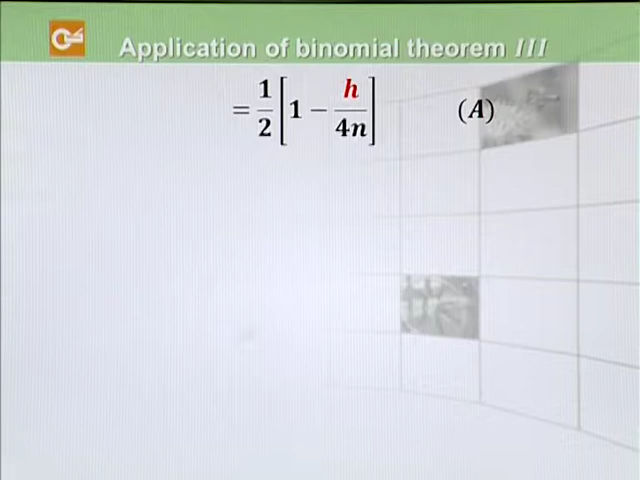 Application of binomial theorem III
= 1/2 [1 − h/4n] (A)